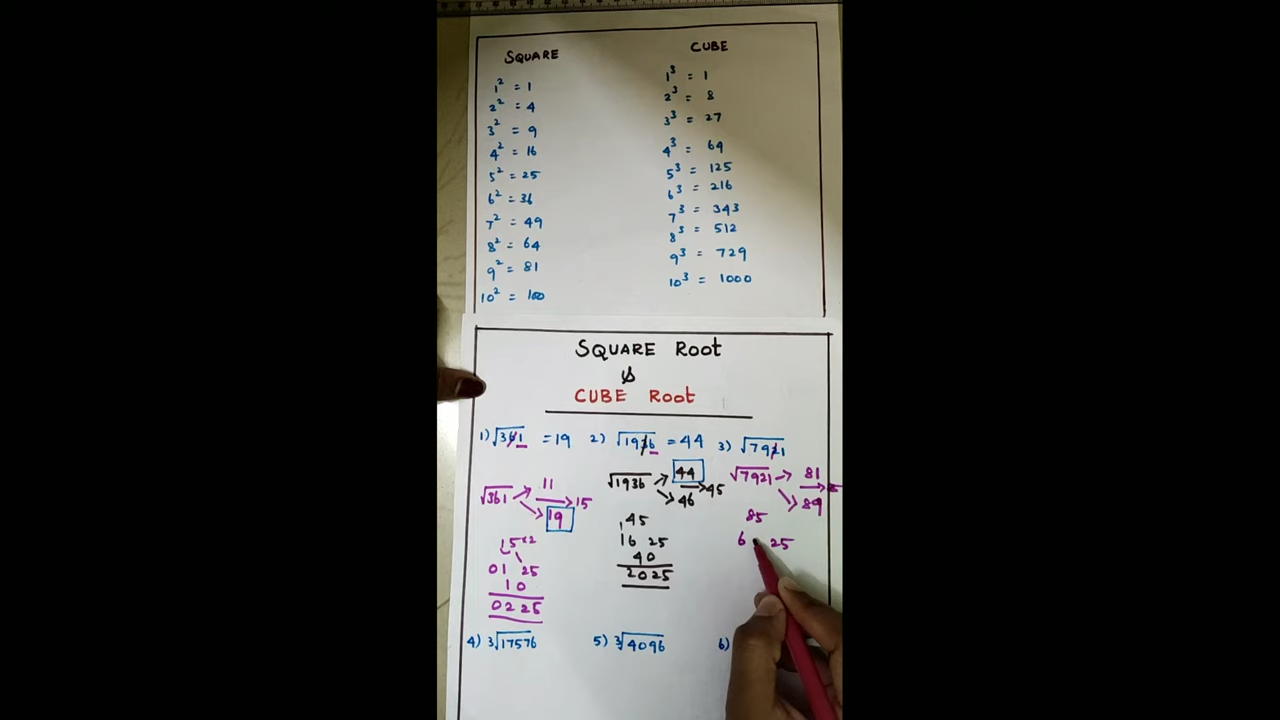 SQUARE CUBE
1² = 1 1³ = 1
2² = 4 2³ = 8
3² = 9 3³ = 27
4² = 16 4³ = 64
5² = 25 5³ = 125
6² = 36 6³ = 216
7² = 49 7³ = 343
8² = 64 8³ = 512
9² = 81 9³ = 729
10² = 100 10³ = 1000
SQUARE Root
&
CUBE Root
1) √361 = 19 2) √1936 = 44 3) √7921
√361 11 15 19
√1936 44 45 46
√7921 81 89
15² 45 85
01 25 16 25 6 25
10 40
0225 2025
4) ³√17576 5) ³√4096 6)